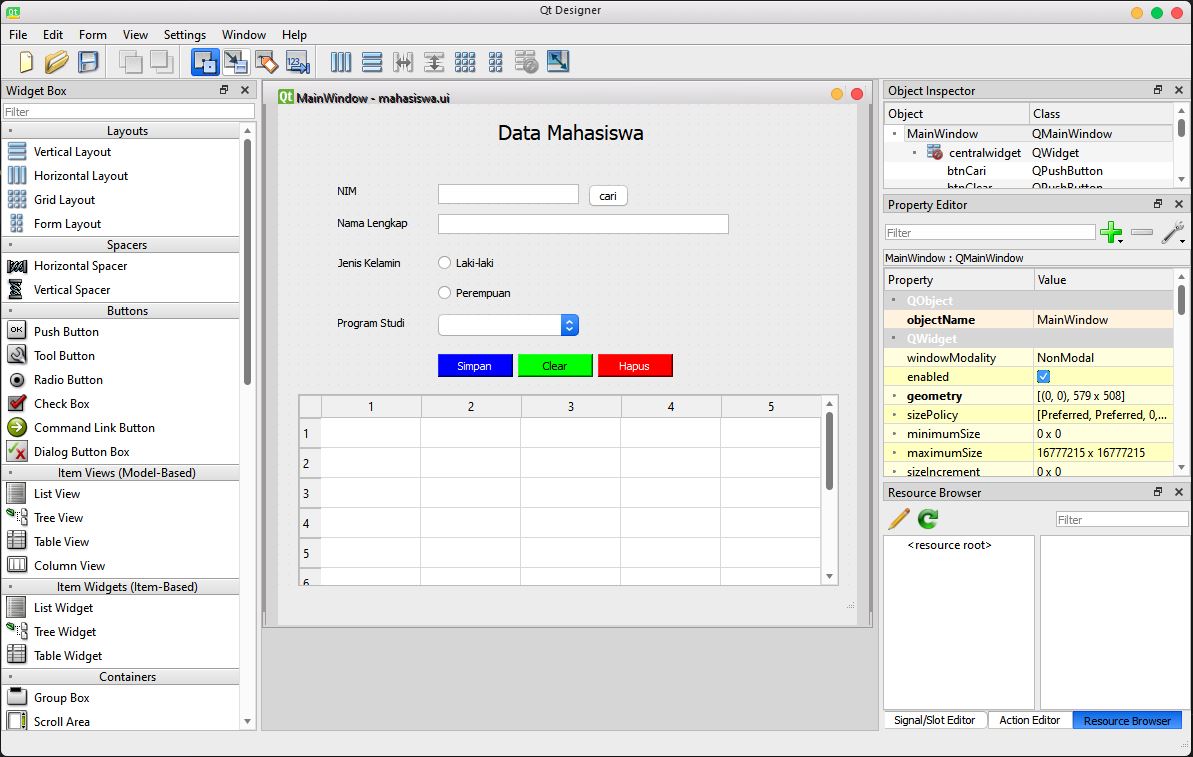 Qt Designer
File Edit Form View Settings Window Help
Widget Box
Filter
Layouts
Vertical Layout
Horizontal Layout
Grid Layout
Form Layout
Spacers
Horizontal Spacer
Vertical Spacer
Buttons
OK Push Button
Tool Button
Radio Button
Check Box
Command Link Button
Dialog Button Box
Item Views (Model-Based)
List View
Tree View
Table View
Column View
Item Widgets (Item-Based)
List Widget
Tree Widget
Table Widget
Containers
Group Box
Scroll Area
Qt MainWindow - mahasiswa.ui
Data Mahasiswa
NIM
cari
Nama Lengkap
Jenis Kelamin
Laki-laki
Perempuan
Program Studi
Simpan Clear Hapus
1 2 3 4 5
1
2
3
4
5
6
Object Inspector
Object Class
MainWindow QMainWindow
centralwidget QWidget
btnCari QPushButton
btnClear QPushButton
Property Editor
Filter
MainWindow : QMainWindow
Property Value
QObject
objectName MainWindow
QWidget
windowModality NonModal
enabled
geometry [(0, 0), 579 x 508]
sizePolicy [Preferred, Preferred, 0,...
minimumSize 0 x 0
maximumSize 16777215 x 16777215
sizeIncrement 0 x 0
Resource Browser
Filter
<resource root>
Signal/Slot Editor Action Editor Resource Browser